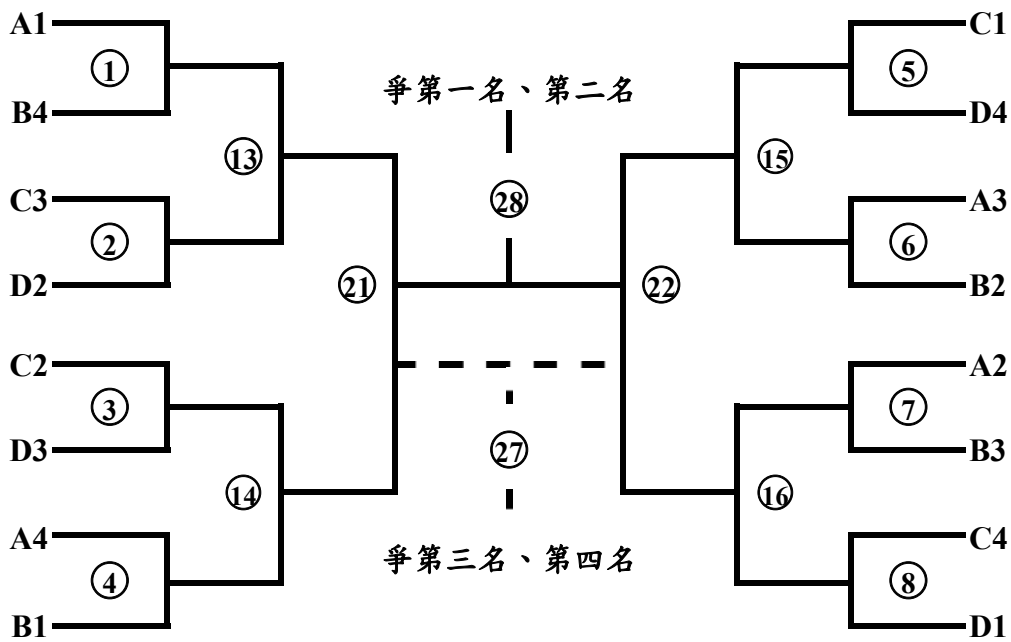 A1
①
B4
⑬
C3
②
D2
㉑
C2
③
D3
⑭
A4
④
B1
爭第一名、第二名
㉘
㉗
爭第三名、第四名
C1
⑤
D4
⑮
A3
⑥
B2
㉒
A2
⑦
B3
⑯
C4
⑧
D1